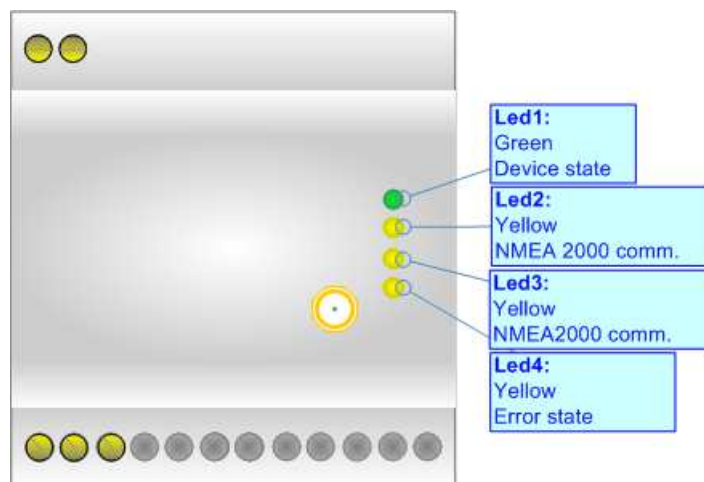 Led1:
Green
Device state
Led2:
Yellow
NMEA 2000 comm.
Led3:
Yellow
NMEA2000 comm.
Led4:
Yellow
Error state